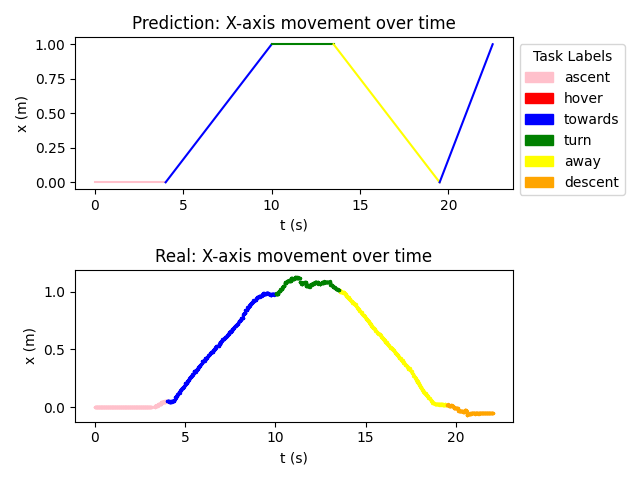 Prediction: X-axis movement over time
1.00
0.75
0.50
0.25
0.00
x (m)
0 5 10 15 20
t (s)
Task Labels
ascent
hover
towards
turn
away
descent
Real: X-axis movement over time
1.0
0.5
0.0
x (m)
0 5 10 15 20
t (s)